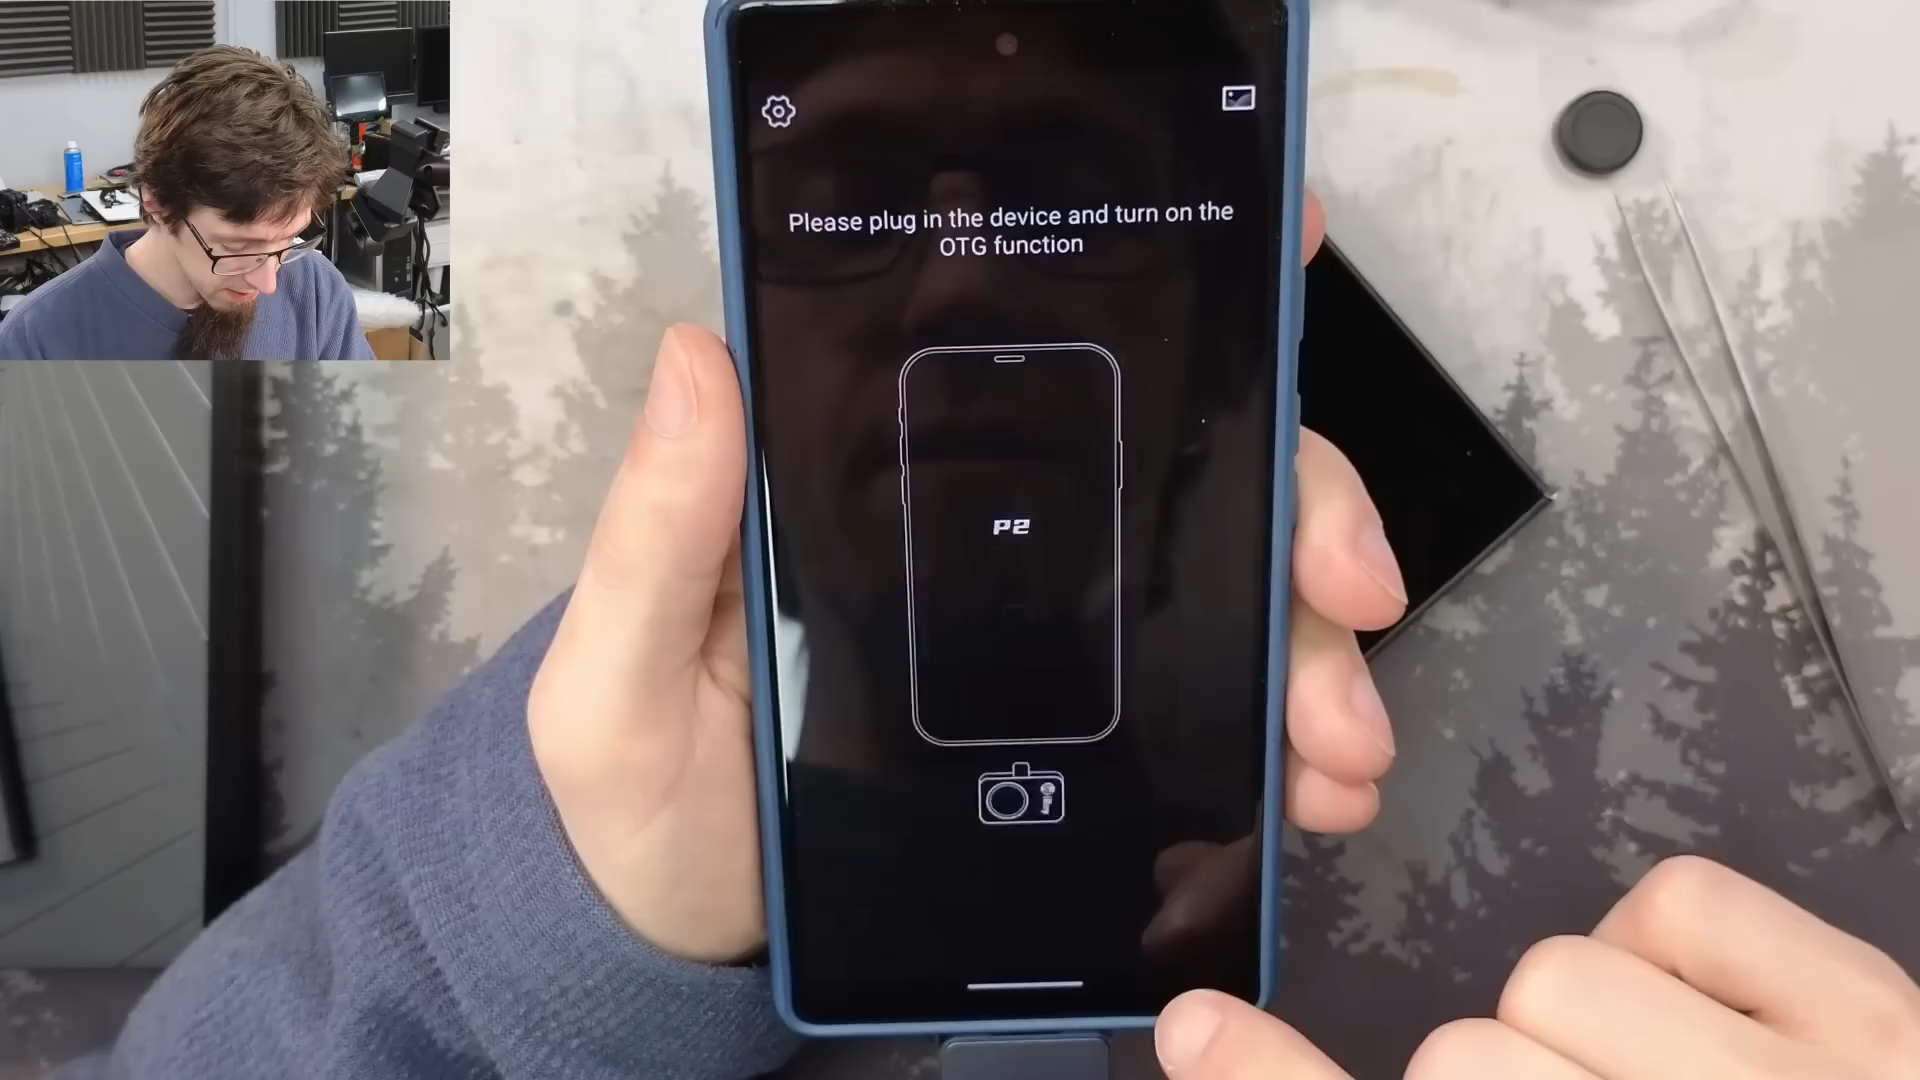 Please plug in the device and turn on the
OTG function
P2